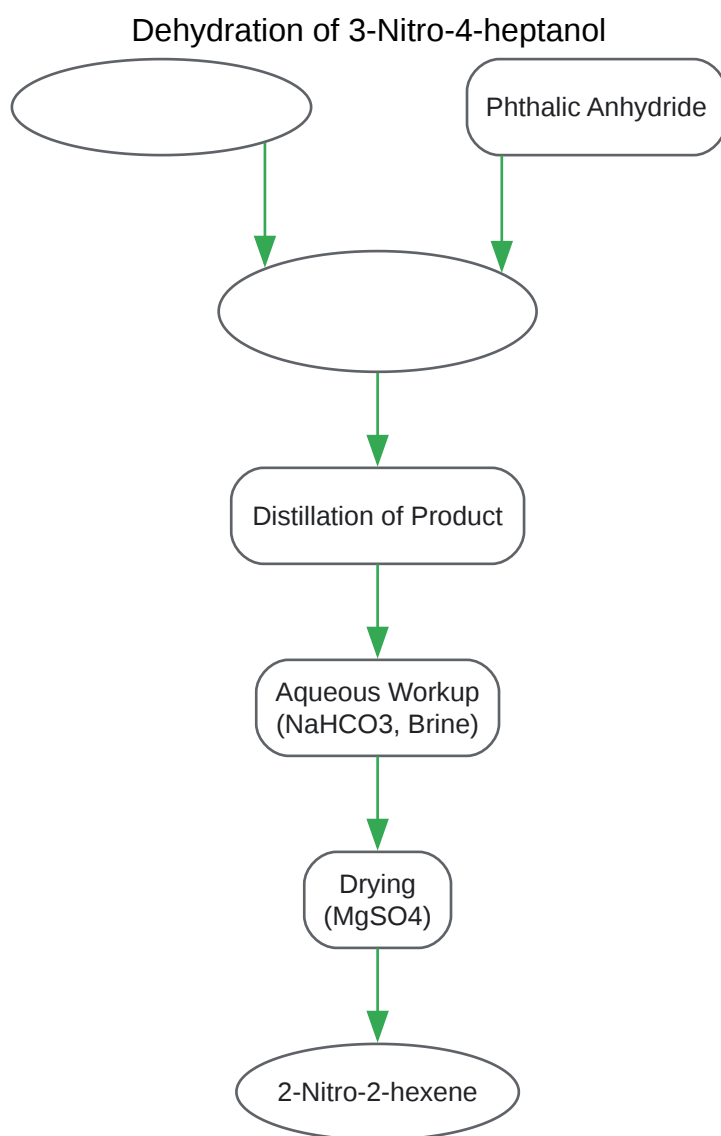 Dehydration of 3-Nitro-4-heptanol
Phthalic Anhydride
Distillation of Product
Aqueous Workup
(NaHCO3, Brine)
Drying
(MgSO4)
2-Nitro-2-hexene